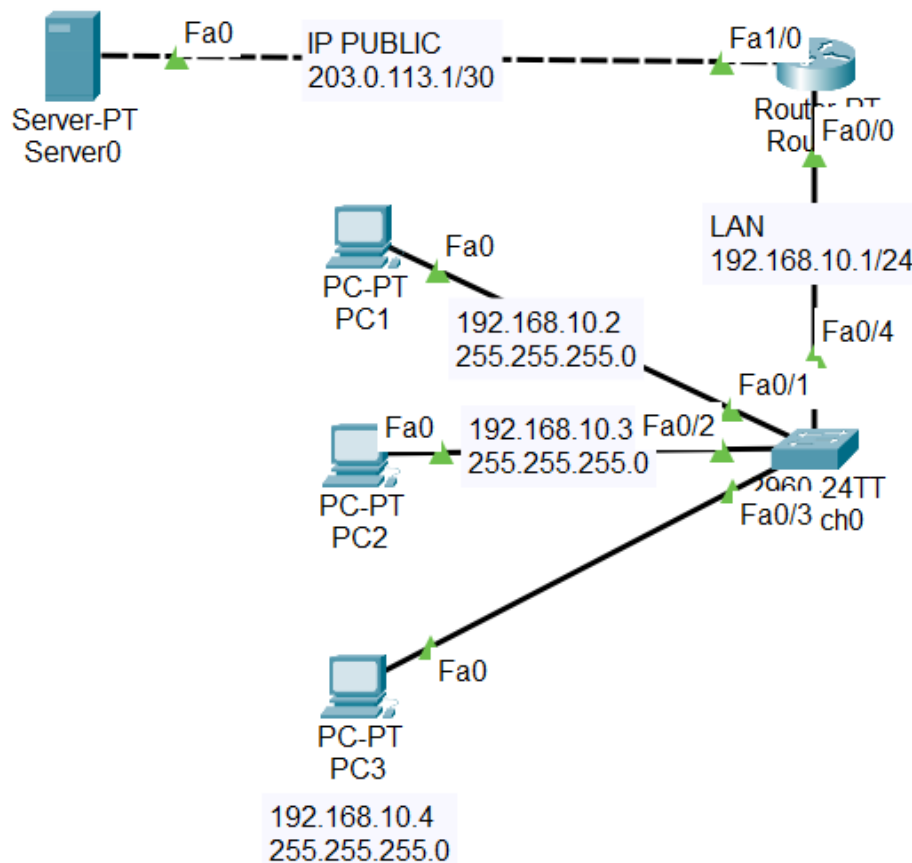 Fa0
IP PUBLIC
203.0.113.1/30
Fa1/0
Server-PT
Server0
Fa0/0
LAN
192.168.10.1/24
Fa0
PC-PT
PC1
192.168.10.2
255.255.255.0
Fa0/4
Fa0/1
Fa0
192.168.10.3
255.255.255.0
Fa0/2
PC-PT
PC2
24TT
Fa0/3
Fa0
PC-PT
PC3
192.168.10.4
255.255.255.0